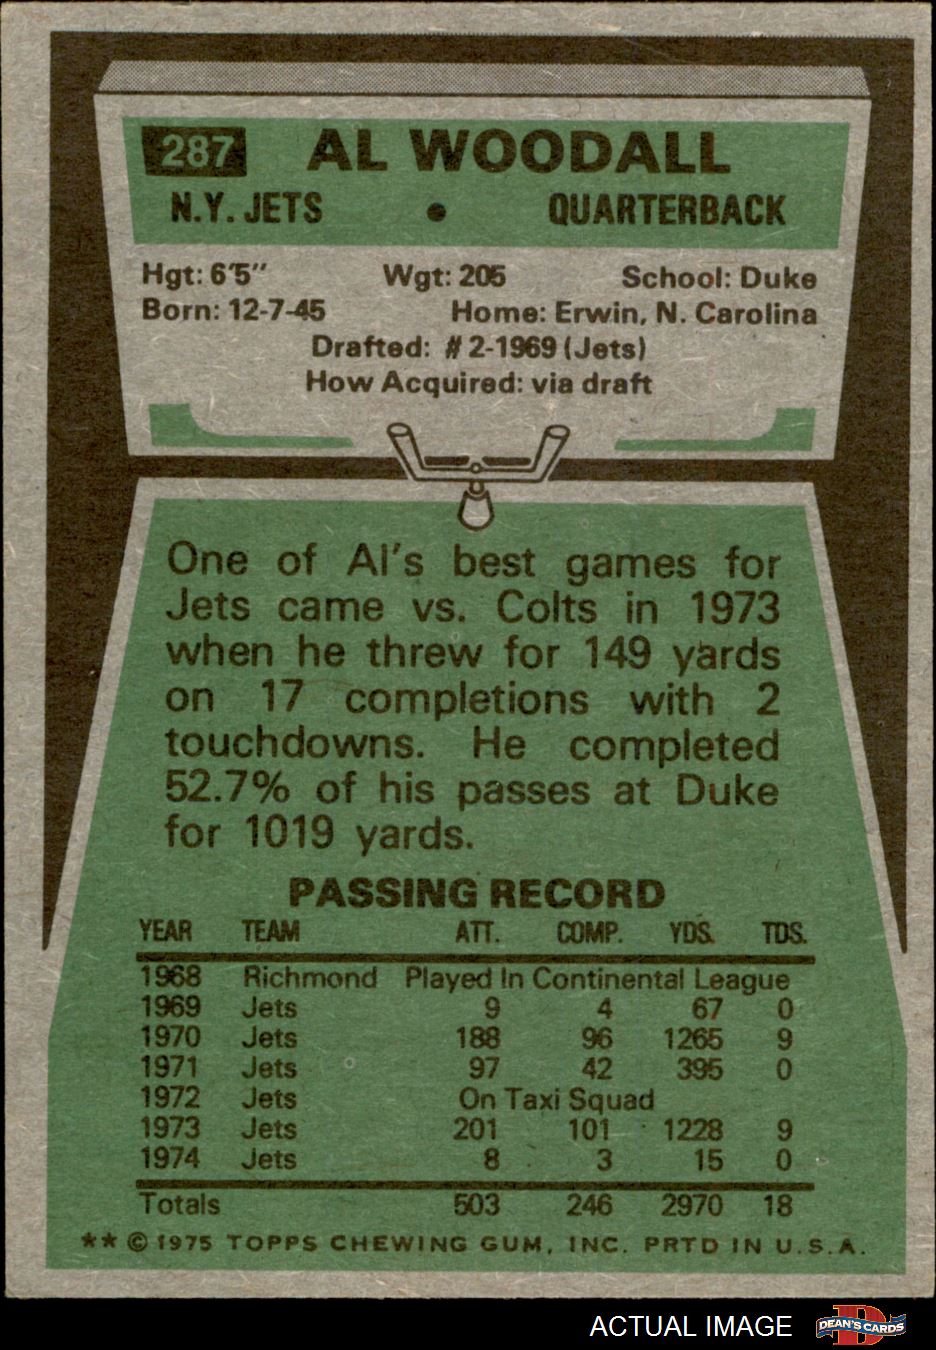 287 AL WOODALL
N.Y. JETS • QUARTERBACK
Hgt: 6'5" Wgt: 205 School: Duke
Born: 12-7-45 Home: Erwin, N. Carolina
Drafted: #2-1969 (Jets)
How Acquired: via draft
One of Al's best games for
Jets came vs. Colts in 1973
when he threw for 149 yards
on 17 completions with 2
touchdowns. He completed
52.7% of his passes at Duke
for 1019 yards.
PASSING RECORD
YEAR TEAM ATT. COMP. YDS. TDS.
1968 Richmond Played In Continental League
1969 Jets 9 4 67 0
1970 Jets 188 96 1265 9
1971 Jets 97 42 395 0
1972 Jets On Taxi Squad
1973 Jets 201 101 1228 9
1974 Jets 8 3 15 0
Totals 503 246 2970 18
** © 1975 TOPPS CHEWING GUM, INC. PRTD IN U.S.A.
ACTUAL IMAGE D DEAN'S CARDS